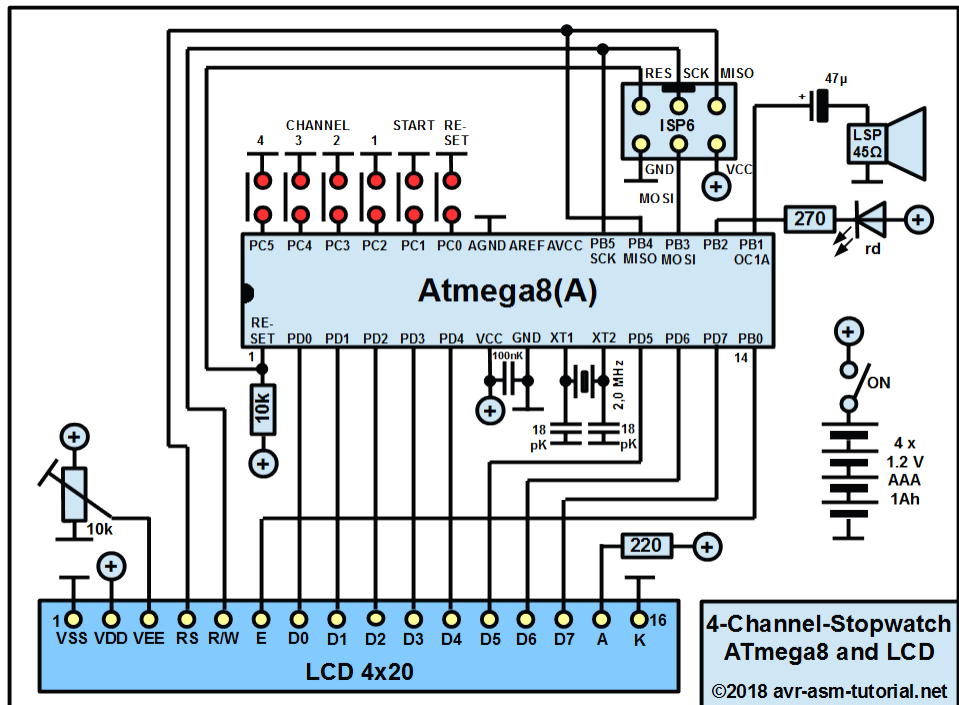 RES SCK MISO
47µ
+
ISP6
LSP
45Ω
GND
VCC
MOSI
CHANNEL
START
RE-
SET
4 3 2 1
270
rd
PC5 PC4 PC3 PC2 PC1 PC0 AGND AREF AVCC PB5 PB4 PB3 PB2 PB1
SCK MISO MOSI OC1A
Atmega8(A)
RE-
SET PD0 PD1 PD2 PD3 PD4 VCC GND XT1 XT2 PD5 PD6 PD7 PB0
1
14
100nK
2,0 MHz
10k
18
pK
18
pK
ON
4 x
1.2 V
AAA
1Ah
10k
220
1
16
VSS VDD VEE RS R/W E D0 D1 D2 D3 D4 D5 D6 D7 A K
LCD 4x20
4-Channel-Stopwatch
ATmega8 and LCD
©2018 avr-asm-tutorial.net